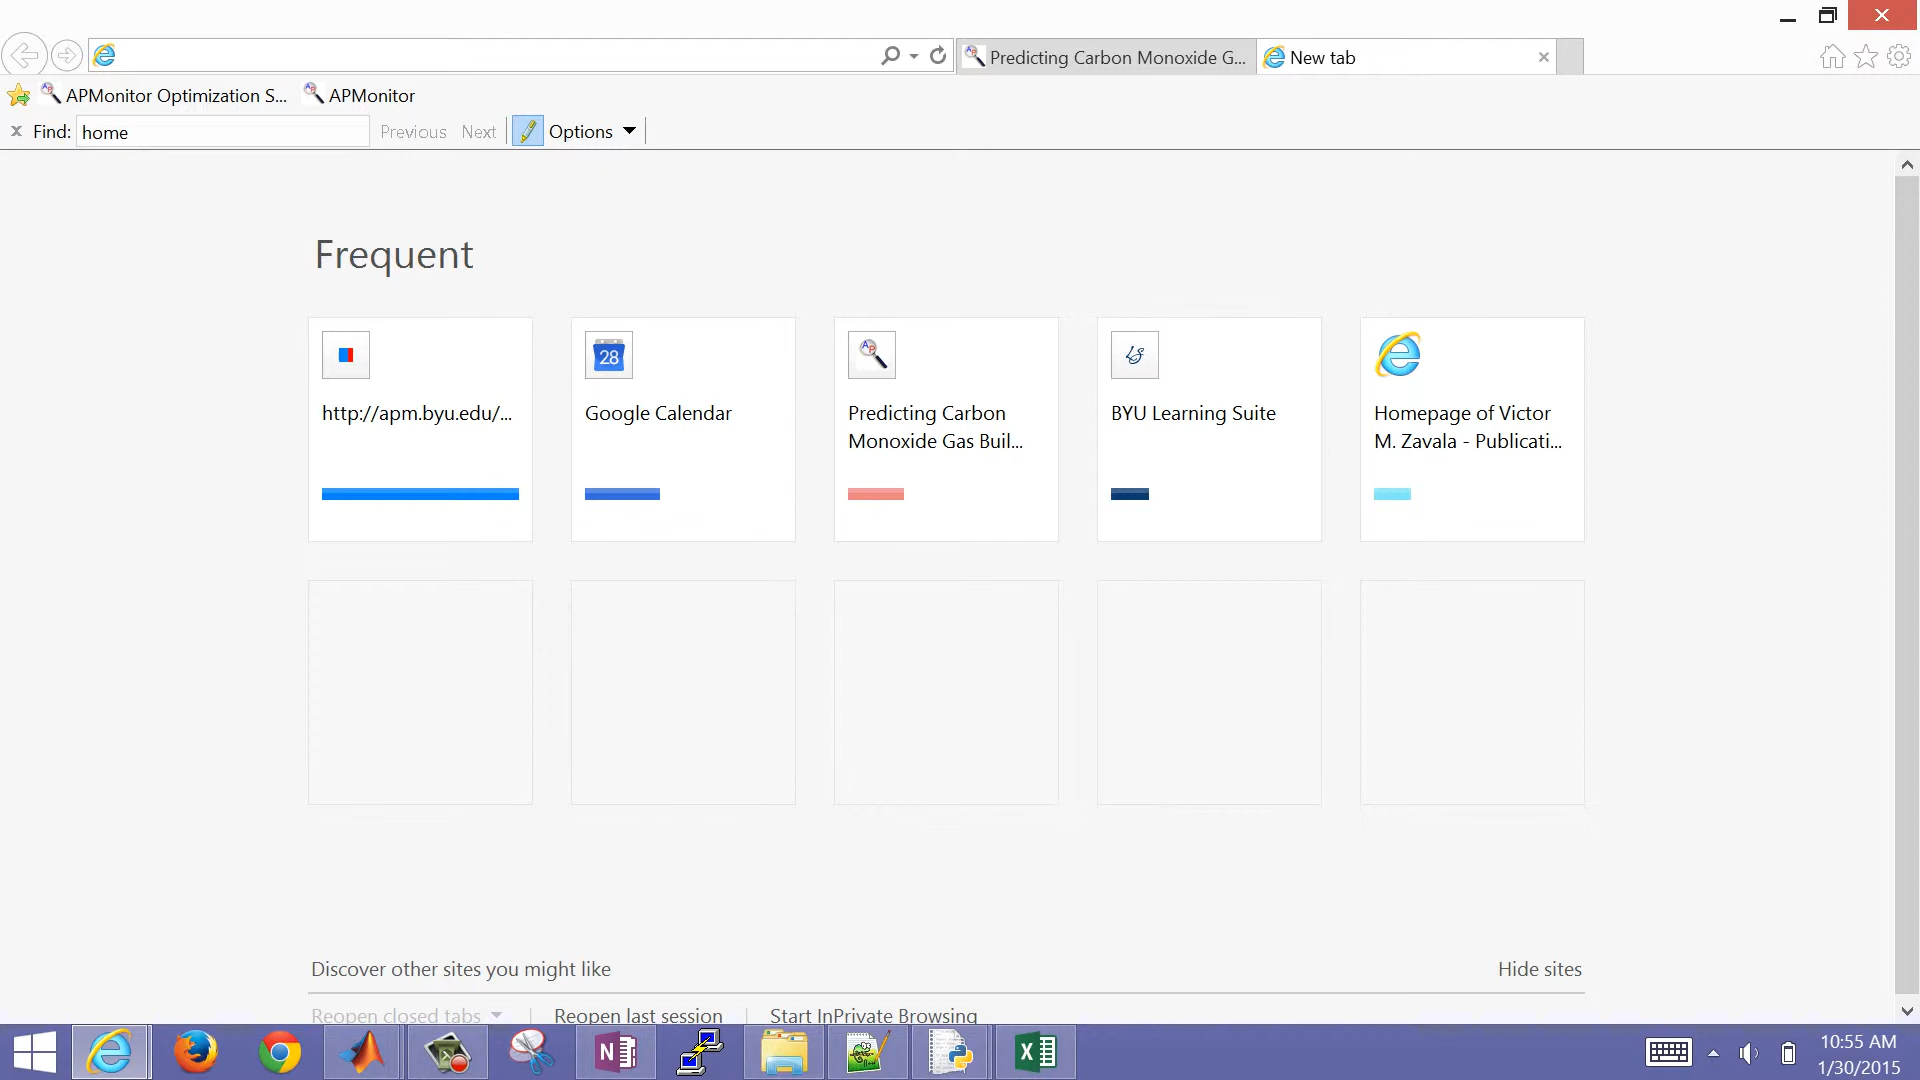 Predicting Carbon Monoxide G...
New tab
APMonitor Optimization S...
APMonitor
Find: home
Previous
Next
Options
Frequent
http://apm.byu.edu/...
28
Google Calendar
AP
Predicting Carbon
Monoxide Gas Buil...
LS
BYU Learning Suite
Homepage of Victor
M. Zavala - Publicati...
Discover other sites you might like
Hide sites
Reopen closed tabs
Reopen last session
Start InPrivate Browsing
N
X
10:55 AM
1/30/2015